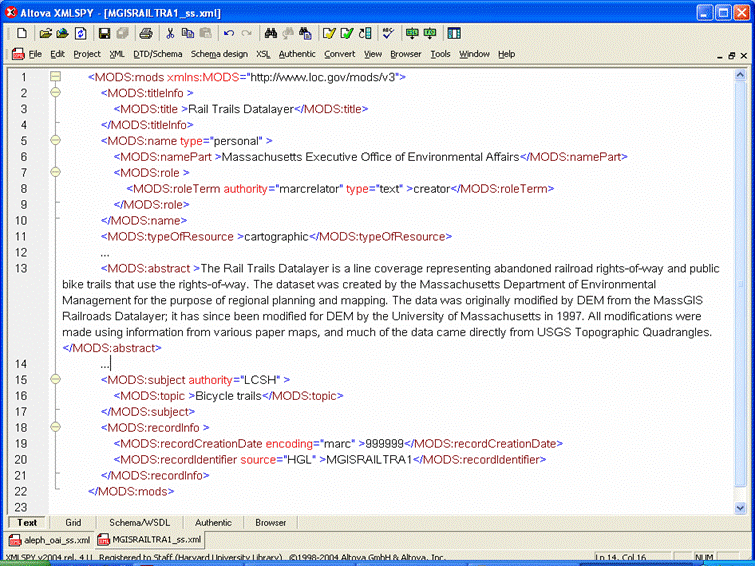 Altova XMLSPY - [MGISRAILTRA1_ss.xml]
File Edit Project XML DTD/Schema Schema design XSL Authentic Convert View Browser Tools Window Help
1 <MODS:mods xmlns:MODS="http://www.loc.gov/mods/v3">
2 <MODS:titleInfo >
3 <MODS:title >Rail Trails Datalayer</MODS:title>
4 </MODS:titleInfo>
5 <MODS:name type="personal" >
6 <MODS:namePart >Massachusetts Executive Office of Environmental Affairs</MODS:namePart>
7 <MODS:role >
8 <MODS:roleTerm authority="marcrelator" type="text" >creator</MODS:roleTerm>
9 </MODS:role>
10 </MODS:name>
11 <MODS:typeOfResource >cartographic</MODS:typeOfResource>
12 ...
13 <MODS:abstract >The Rail Trails Datalayer is a line coverage representing abandoned railroad rights-of-way and public
bike trails that use the rights-of-way. The dataset was created by the Massachusetts Department of Environmental
Management for the purpose of regional planning and mapping. The data was originally modified by DEM from the MassGIS
Railroads Datalayer; it has since been modified for DEM by the University of Massachusetts in 1997. All modifications were
made using information from various paper maps, and much of the data came directly from USGS Topographic Quadrangles.
</MODS:abstract>
14 ...
15 <MODS:subject authority="LCSH" >
16 <MODS:topic >Bicycle trails</MODS:topic>
17 </MODS:subject>
18 <MODS:recordInfo >
19 <MODS:recordCreationDate encoding="marc" >999999</MODS:recordCreationDate>
20 <MODS:recordIdentifier source="HGL" >MGISRAILTRA1</MODS:recordIdentifier>
21 </MODS:recordInfo>
22 </MODS:mods>
23
Text Grid Schema/WSDL Authentic Browser
aleph_oai_ss.xml MGISRAILTRA1_ss.xml
XMLSPY v2004 rel. 4 U Registered to Staff (Harvard University Library) ©1998-2004 Altova GmbH & Altova, Inc. Ln 14, Col 16 NUM